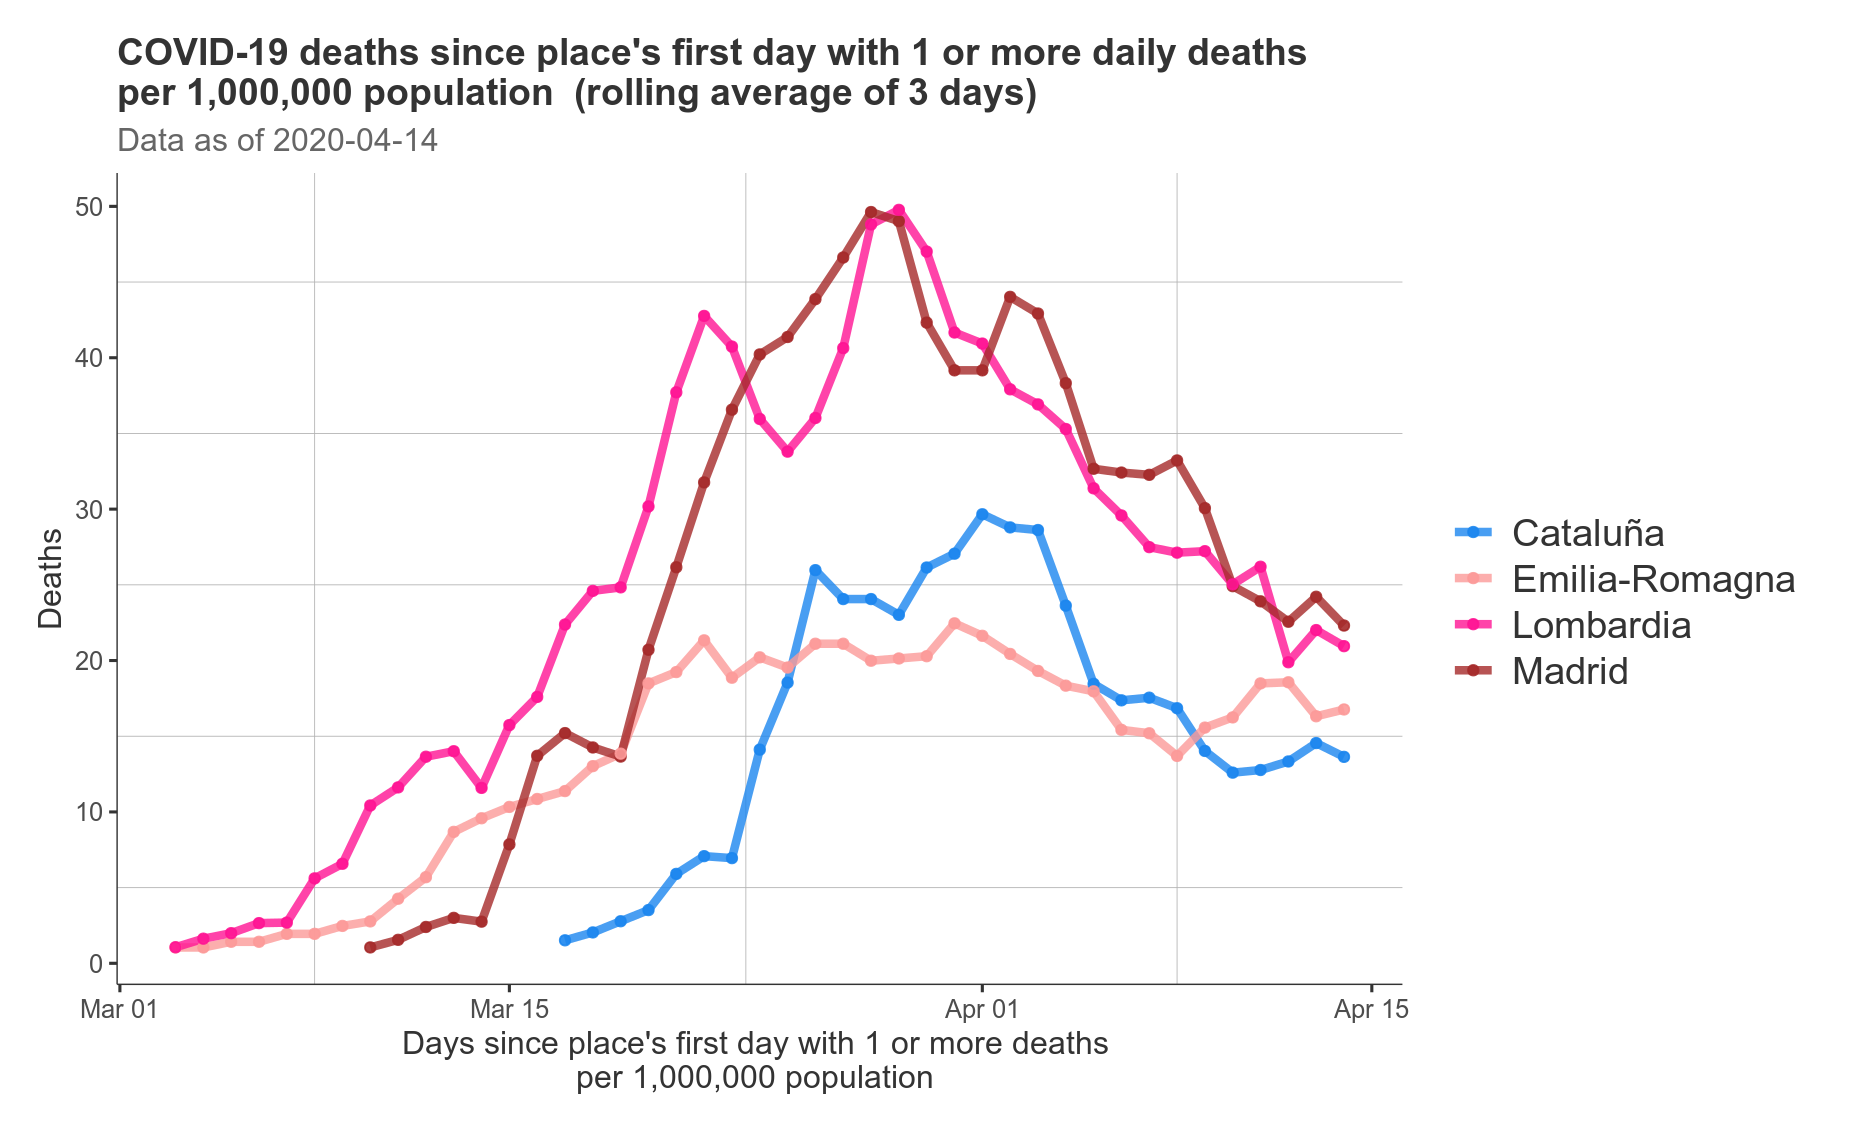 COVID-19 deaths since place's first day with 1 or more daily deaths
per 1,000,000 population (rolling average of 3 days)
Data as of 2020-04-14
Deaths
50
40
30
20
10
0
Mar 01
Mar 15
Apr 01
Apr 15
Days since place's first day with 1 or more deaths
per 1,000,000 population
Cataluña
Emilia-Romagna
Lombardia
Madrid